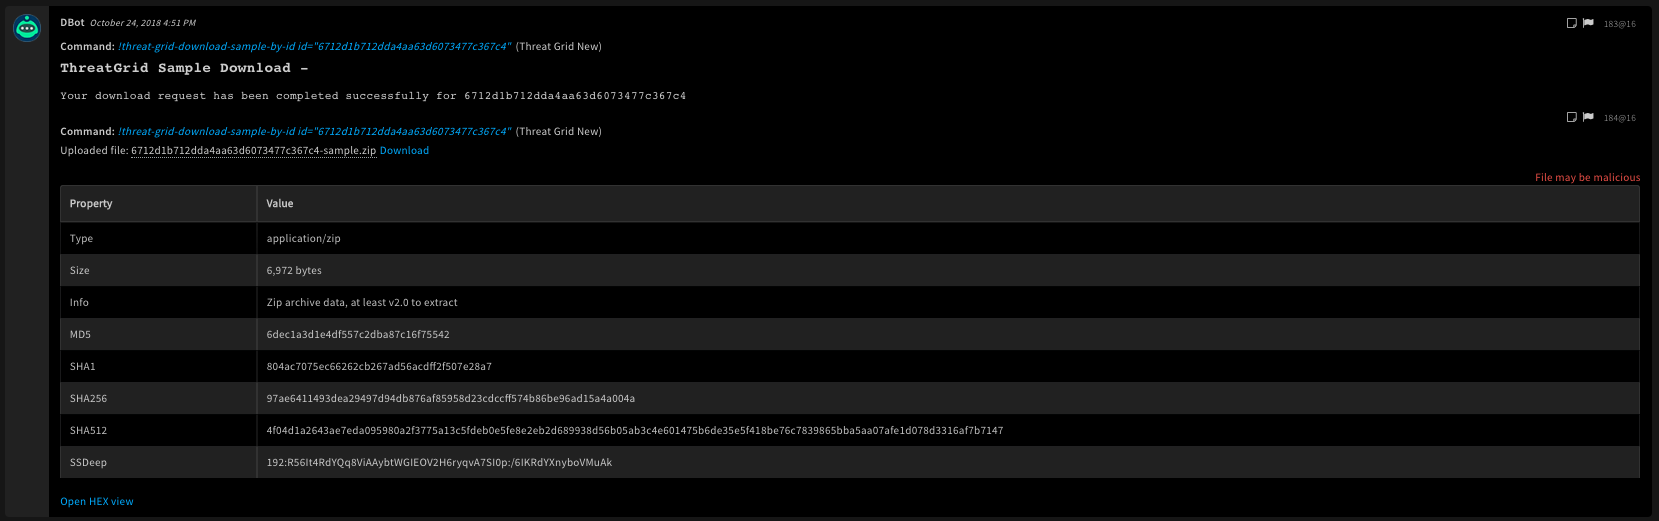 DBot October 24, 2018 4:51 PM 183@16
Command: !threat-grid-download-sample-by-id id="6712d1b712dda4aa63d6073477c367c4" (Threat Grid New)
ThreatGrid Sample Download -
Your download request has been completed successfully for 6712d1b712dda4aa63d6073477c367c4
184@16
Command: !threat-grid-download-sample-by-id id="6712d1b712dda4aa63d6073477c367c4" (Threat Grid New)
Uploaded file: 6712d1b712dda4aa63d6073477c367c4-sample.zip Download
File may be malicious
Property Value
Type application/zip
Size 6,972 bytes
Info Zip archive data, at least v2.0 to extract
MD5 6dec1a3d1e4df557c2dba87c16f75542
SHA1 804ac7075ec66262cb267ad56acdff2f507e28a7
SHA256 97ae6411493dea29497d94db876af85958d23cdccff574b86be96ad15a4a004a
SHA512 4f04d1a2643ae7eda095980a2f3775a13c5fdeb0e5fe8e2eb2d689938d56b05ab3c4e601475b6de35e5f418be76c7839865bba5aa07afe1d078d3316af7b7147
SSDeep 192:R56It4RdYQq8ViAAybtWGIEOV2H6ryqvA7SI0p:/6IKRdYXnyboVMuAk
Open HEX view